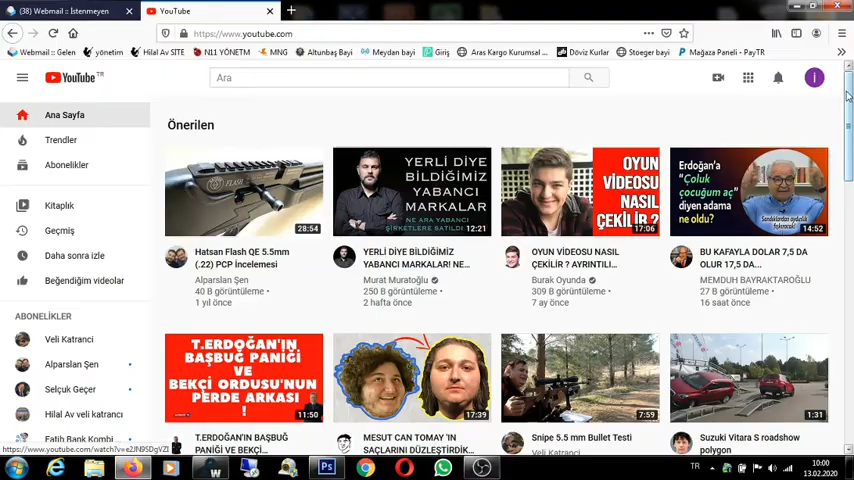 (38) Webmail :: İstenmeyen
YouTube
https://www.youtube.com
Webmail :: Gelen
yönetim
Hilal Av SİTE
N11 YÖNETM
MNG
Altunbaş Bayi
Meydan bayi
Giriş
Aras Kargo Kurumsal ...
Döviz Kurlar
Stoeger bayi
Mağaza Paneli - PayTR
YouTube TR
Ara
i
Ana Sayfa
Trendler
Abonelikler
Kitaplık
Geçmiş
Daha sonra izle
Beğendiğim videolar
ABONELİKLER
Veli Katranci
Alparslan Şen
Selçuk Geçer
Hilal Av veli katrancı
Fatih Bank Kombi
Önerilen
FLASH
28:54
Hatsan Flash QE 5.5mm
(.22) PCP İncelemesi
Alparslan Şen
40 B görüntüleme •
1 yıl önce
YERLİ DİYE
BİLDİĞİMİZ
YABANCI
MARKALAR
NE ARA YABANCI
ŞİRKETLERE SATILDI
12:21
YERLİ DİYE BİLDİĞİMİZ
YABANCI MARKALAR! NE...
Murat Muratoğlu
250 B görüntüleme •
2 hafta önce
OYUN
VİDEOSU
NASIL
ÇEKİLİR ?
17:06
OYUN VİDEOSU NASIL
ÇEKİLİR ? AYRINTILI...
Burak Oyunda
309 B görüntüleme •
7 ay önce
Erdoğan'a
"Çoluk
çocuğum aç"
diyen adama
ne oldu?
14:52
BU KAFAYLA DOLAR 7,5 DA
OLUR 17,5 DA...
MEMDUH BAYRAKTAROĞLU
27 B görüntüleme •
16 saat önce
T.ERDOĞAN'IN
BAŞBUĞ PANİĞİ
VE
BEKÇİ ORDUSU'NUN
PERDE ARKASI
!
11:50
T.ERDOĞAN'IN BAŞBUĞ
PANİĞİ VE BEKÇİ...
17:39
MESUT CAN TOMAY 'IN
SAÇLARINI DÜZLEŞTİRDİK...
7:59
Snipe 5.5 mm Bullet Testi
1:31
Suzuki Vitara S roadshow
polygon
TR
10:00
13.02.2020